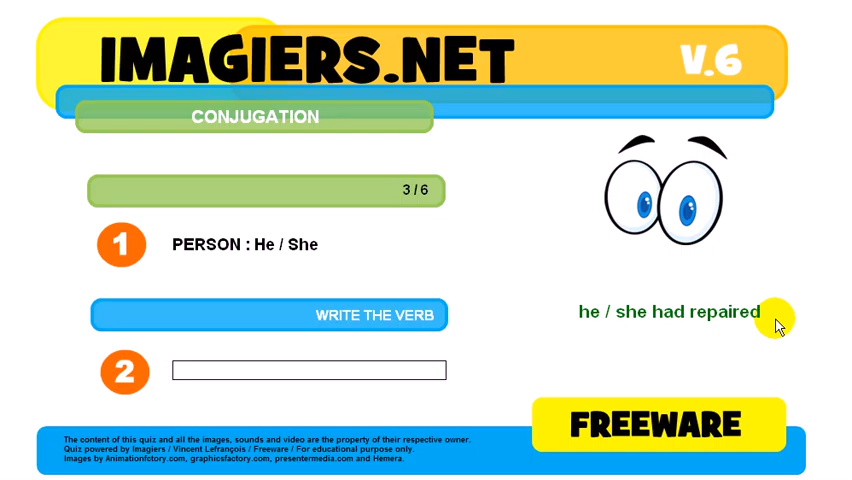 IMAGIERS.NET
V.6
CONJUGATION
3 / 6
1
PERSON : He / She
WRITE THE VERB
he / she had repaired
2
FREEWARE
The content of this quiz and all the images, sounds and video are the property of their respective owner.
Quiz powered by Imagiers / Vincent Lefrançois / Freeware / For educational purpose only.
Images by Animationfctory.com, graphicsfactory.com, presentermedia.com and Hemera.